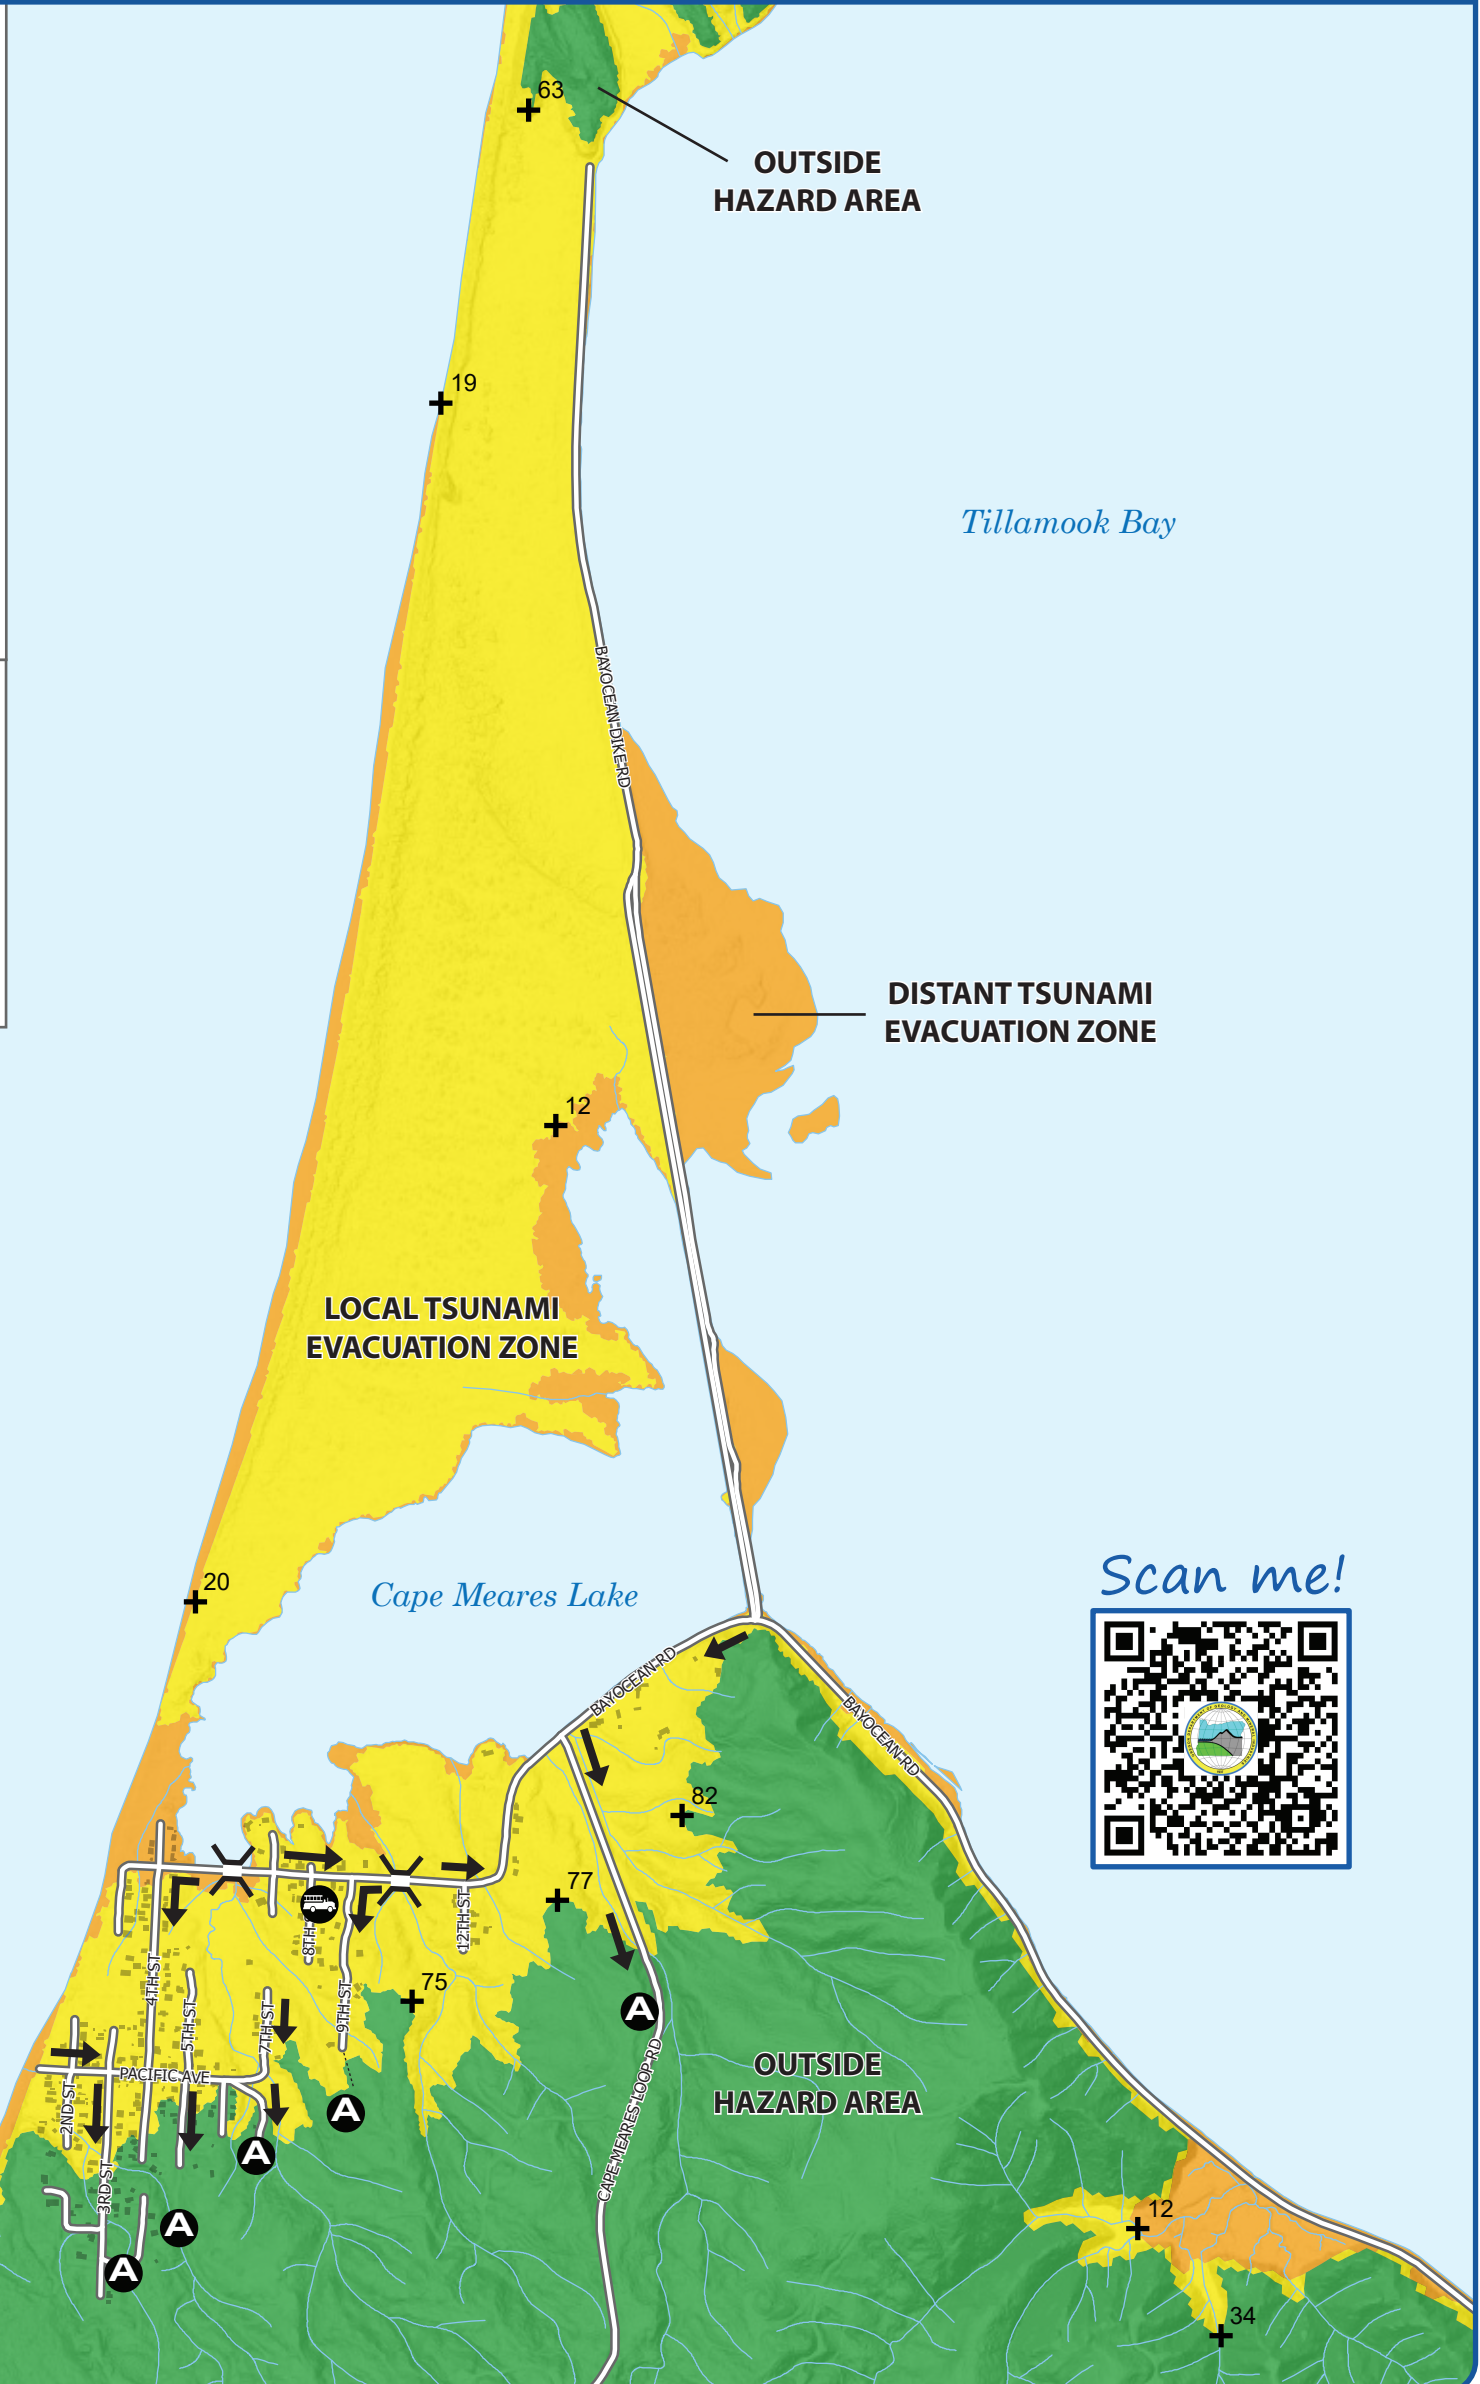 63
OUTSIDE
HAZARD AREA
19
Tillamook Bay
BAYOCEAN DIKE RD
DISTANT TSUNAMI
EVACUATION ZONE
12
LOCAL TSUNAMI
EVACUATION ZONE
Scan me!
20
Cape Meares Lake
BAYOCEAN RD
BAYOCEAN RD
82
77
8TH S
12TH ST
4TH ST
75
9TH ST
5TH ST
7TH ST
A
PACIFIC AVE
OUTSIDE
HAZARD AREA
2ND ST
A
CAPE MEARES LOOP RD
A
3RD ST
12
A
A
34